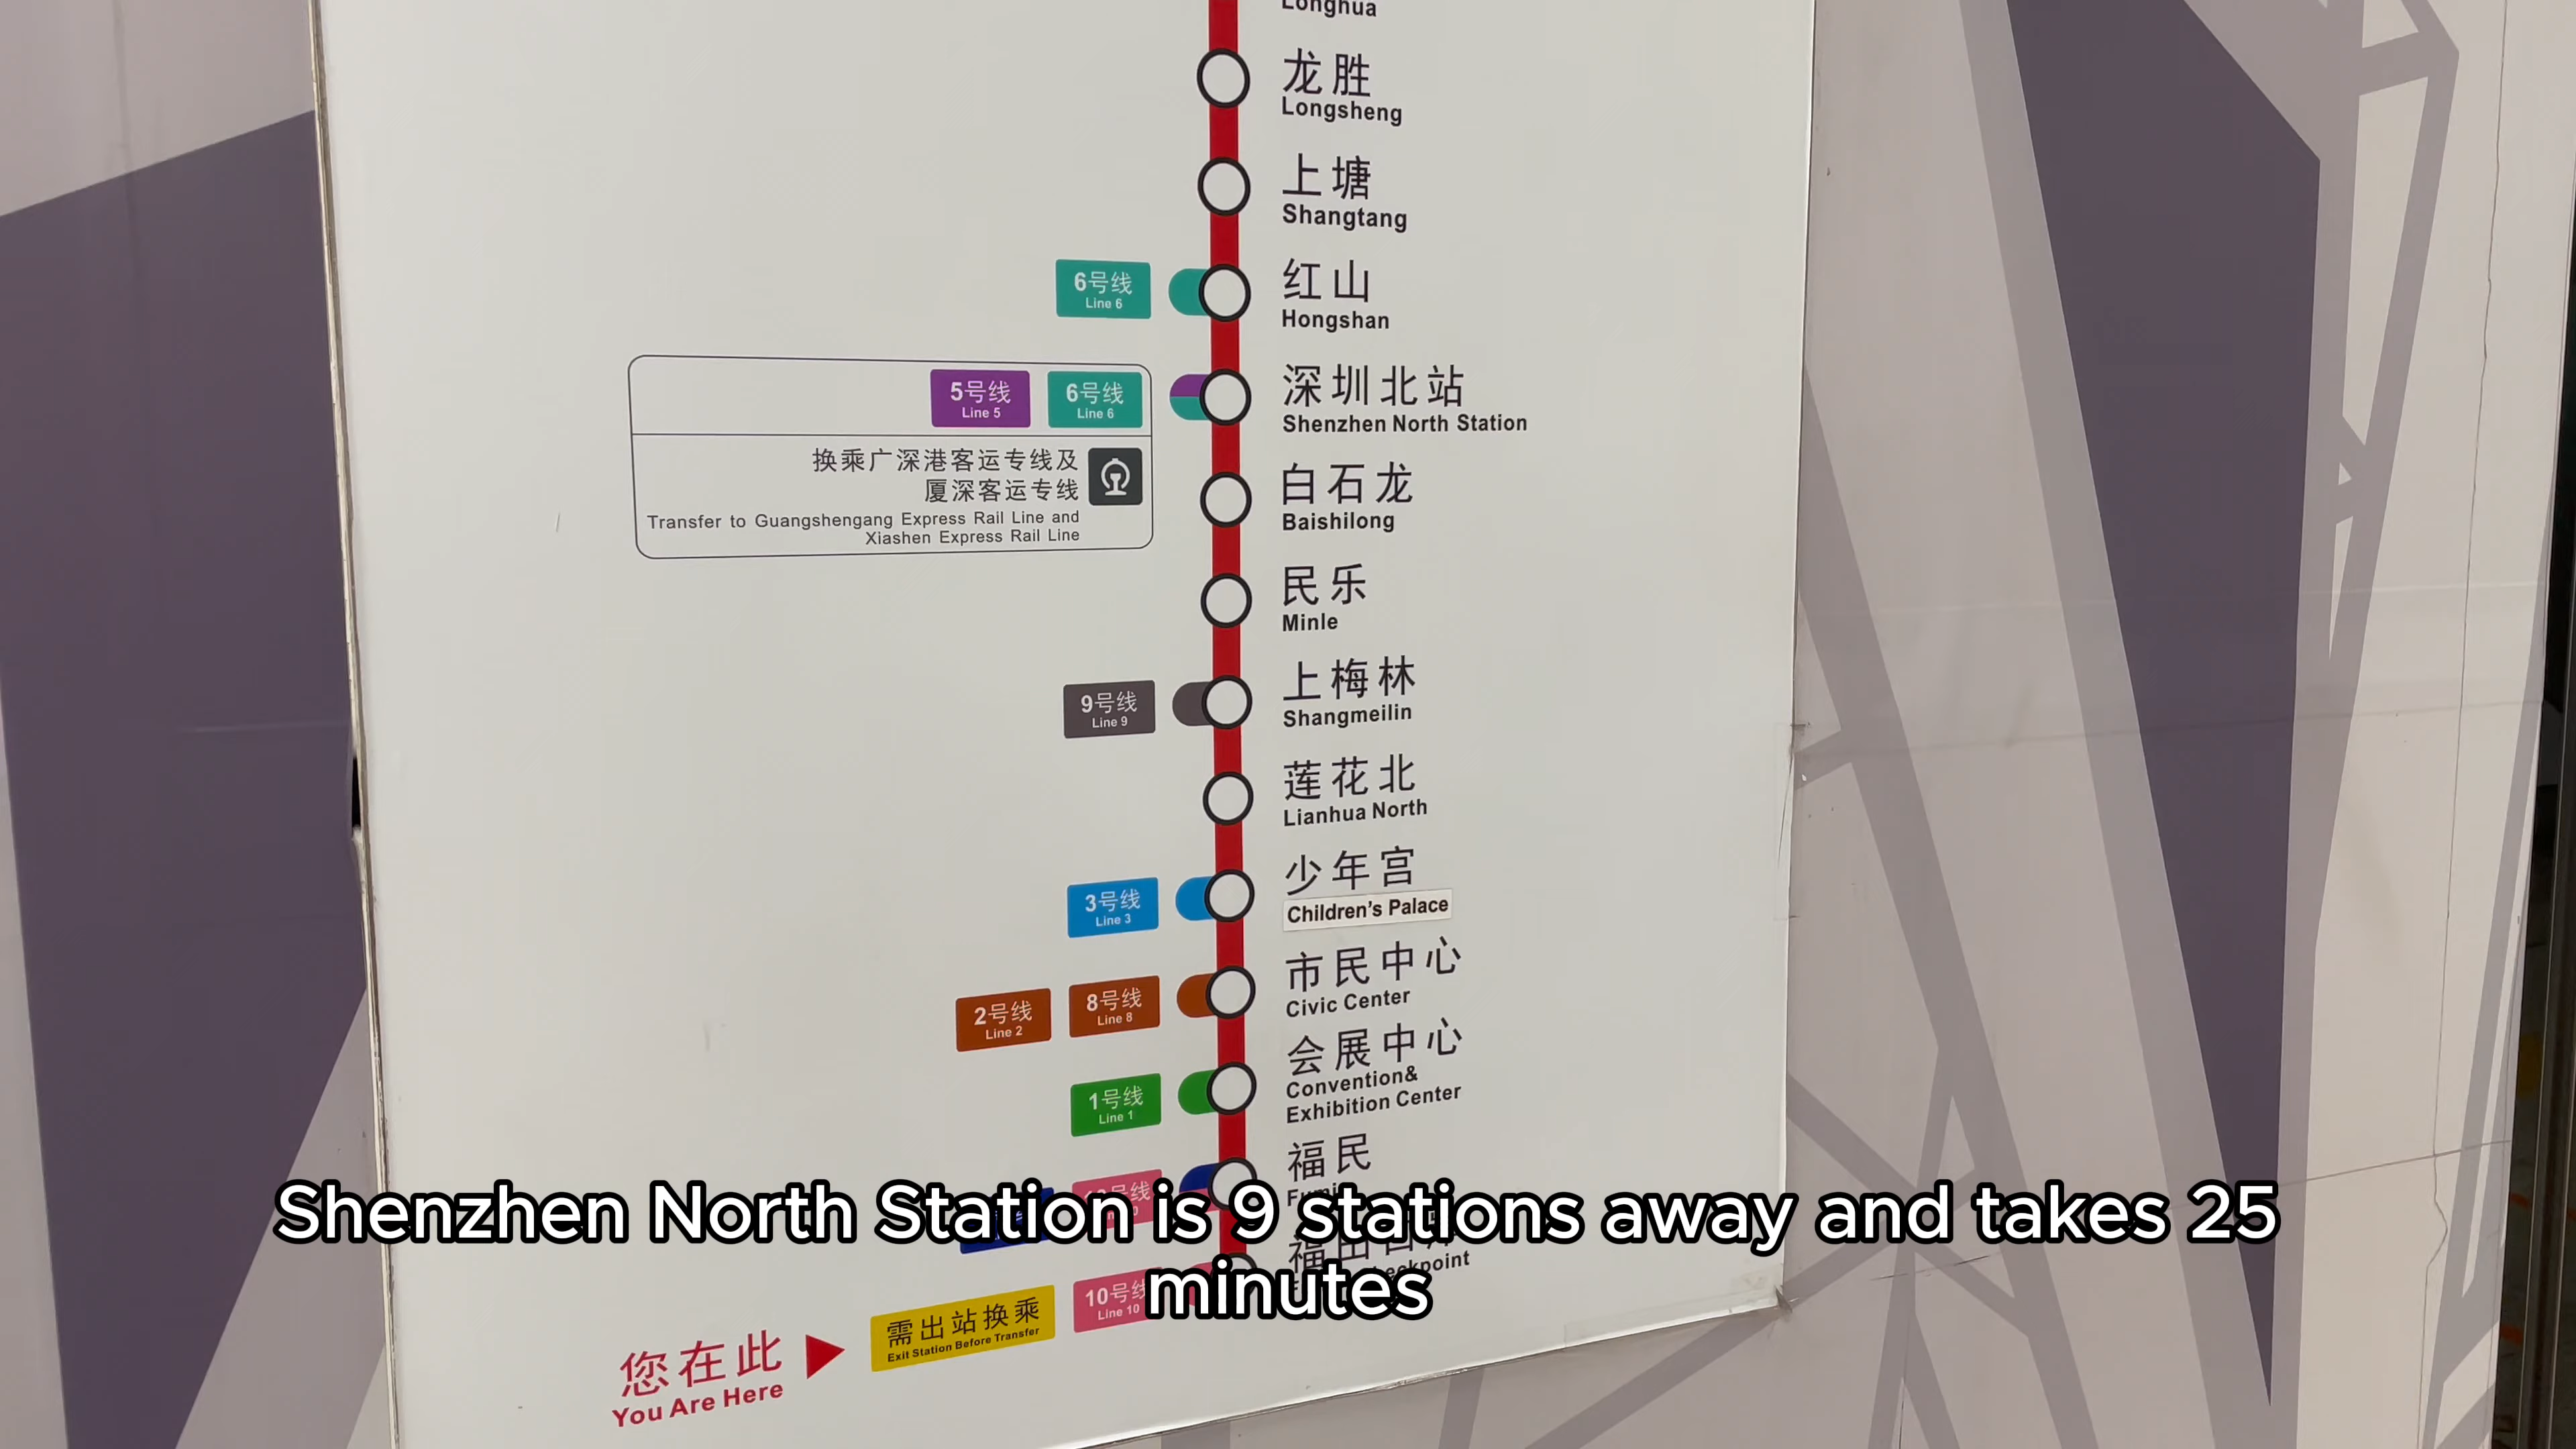 Longhua
龙胜
Longsheng
上塘
Shangtang
6号线
Line 6
红山
Hongshan
5号线
Line 5
6号线
Line 6
深圳北站
Shenzhen North Station
换乘广深港客运专线及
厦深客运专线
Transfer to Guangshengang Express Rail Line and
Xiashen Express Rail Line
白石龙
Baishilong
民乐
Minle
9号线
Line 9
上梅林
Shangmeilin
莲花北
Lianhua North
3号线
Line 3
少年宫
Children's Palace
2号线
Line 2
8号线
Line 8
市民中心
Civic Center
1号线
Line 1
会展中心
Convention&
Exhibition Center
福民
Shenzhen North Station is 9 stations away and takes 25
minutes
10号线
Line 10
需出站换乘
Exit Station Before Transfer
您在此
You Are Here